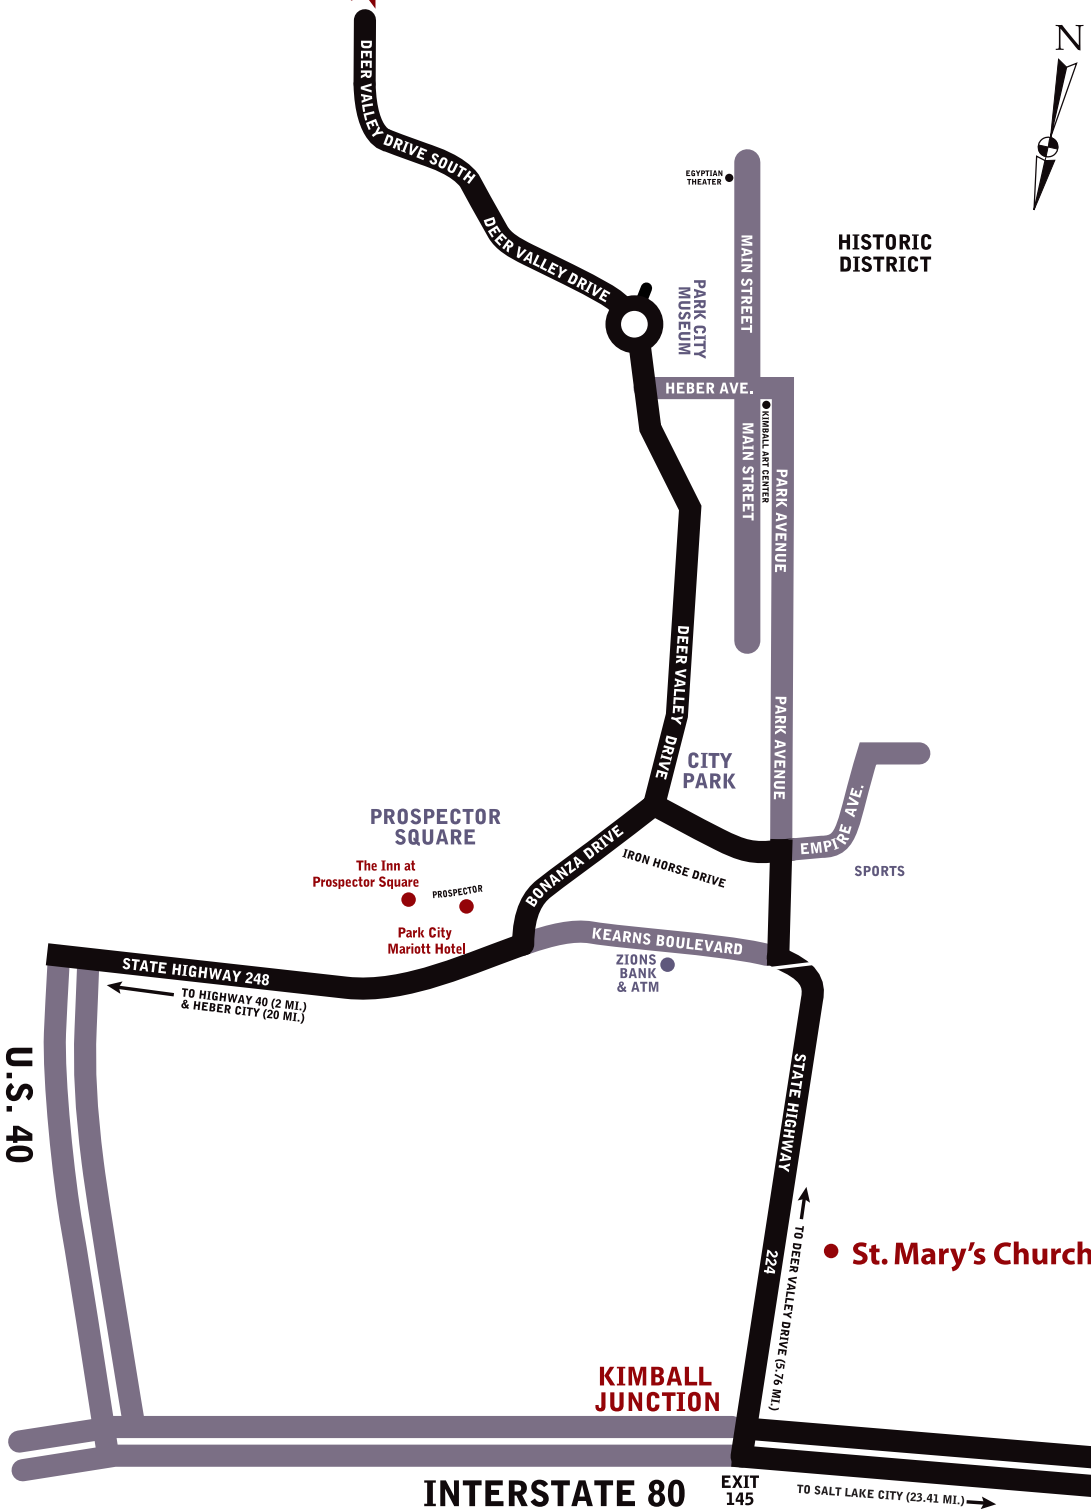 N
DEER VALLEY DRIVE SOUTH
DEER VALLEY DRIVE
EGYPTIAN
THEATER
MAIN STREET
HISTORIC
DISTRICT
PARK CITY
MUSEUM
HEBER AVE.
KIMBALL ART CENTER
MAIN STREET
PARK AVENUE
DEER VALLEY DRIVE
PARK AVENUE
CITY
PARK
EMPIRE AVE.
SPORTS
PROSPECTOR
SQUARE
BONANZA DRIVE
IRON HORSE DRIVE
The Inn at
Prospector Square
PROSPECTOR
Park City
Mariott Hotel
KEARNS BOULEVARD
ZIONS
BANK
& ATM
STATE HIGHWAY 248
TO HIGHWAY 40 (2 MI.)
& HEBER CITY (20 MI.)
U.S. 40
STATE HIGHWAY 224
TO DEER VALLEY DRIVE (5.76 MI.)
St. Mary's Church
KIMBALL
JUNCTION
INTERSTATE 80
EXIT
145
TO SALT LAKE CITY (23.41 MI.)